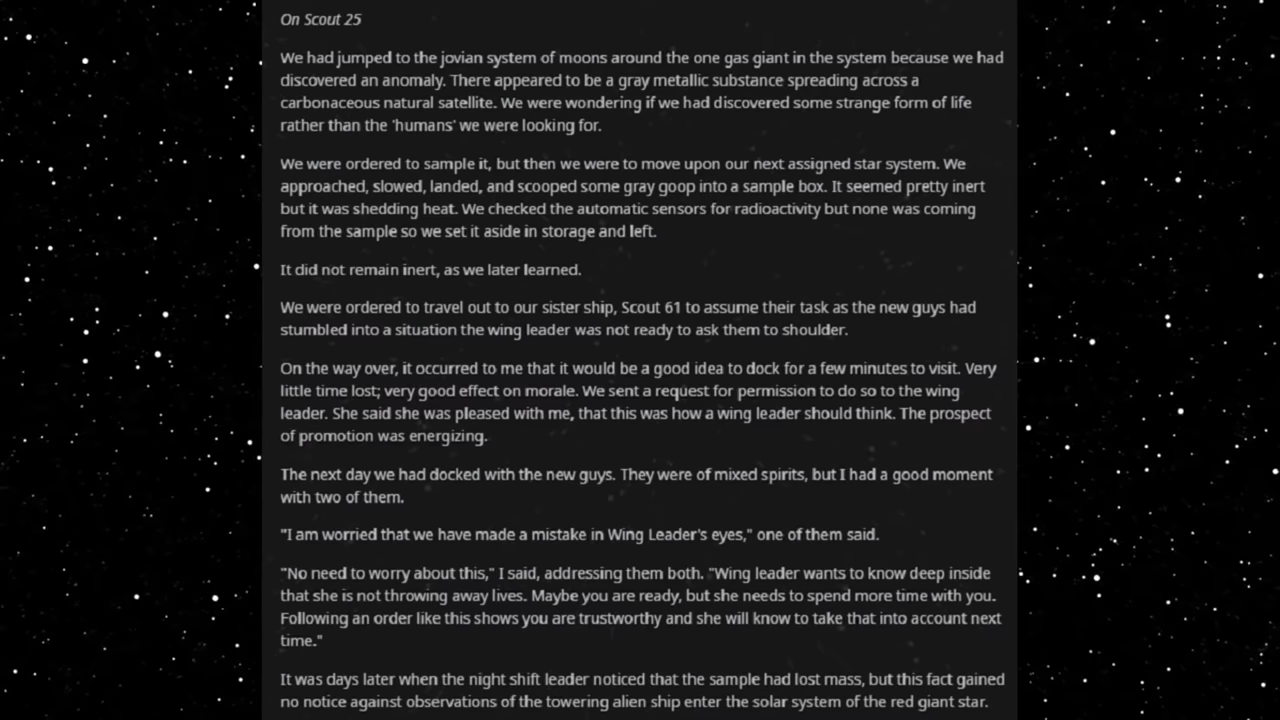 On Scout 25
We had jumped to the jovian system of moons around the one gas giant in the system because we had
discovered an anomaly. There appeared to be a gray metallic substance spreading across a
carbonaceous natural satellite. We were wondering if we had discovered some strange form of life
rather than the 'humans' we were looking for.
We were ordered to sample it, but then we were to move upon our next assigned star system. We
approached, slowed, landed, and scooped some gray goop into a sample box. It seemed pretty inert
but it was shedding heat. We checked the automatic sensors for radioactivity but none was coming
from the sample so we set it aside in storage and left.
It did not remain inert, as we later learned.
We were ordered to travel out to our sister ship, Scout 61 to assume their task as the new guys had
stumbled into a situation the wing leader was not ready to ask them to shoulder.
On the way over, it occurred to me that it would be a good idea to dock for a few minutes to visit. Very
little time lost; very good effect on morale. We sent a request for permission to do so to the wing
leader. She said she was pleased with me, that this was how a wing leader should think. The prospect
of promotion was energizing.
The next day we had docked with the new guys. They were of mixed spirits, but I had a good moment
with two of them.
"I am worried that we have made a mistake in Wing Leader's eyes," one of them said.
"No need to worry about this," I said, addressing them both. "Wing leader wants to know deep inside
that she is not throwing away lives. Maybe you are ready, but she needs to spend more time with you.
Following an order like this shows you are trustworthy and she will know to take that into account next
time."
It was days later when the night shift leader noticed that the sample had lost mass, but this fact gained
no notice against observations of the towering alien ship enter the solar system of the red giant star.